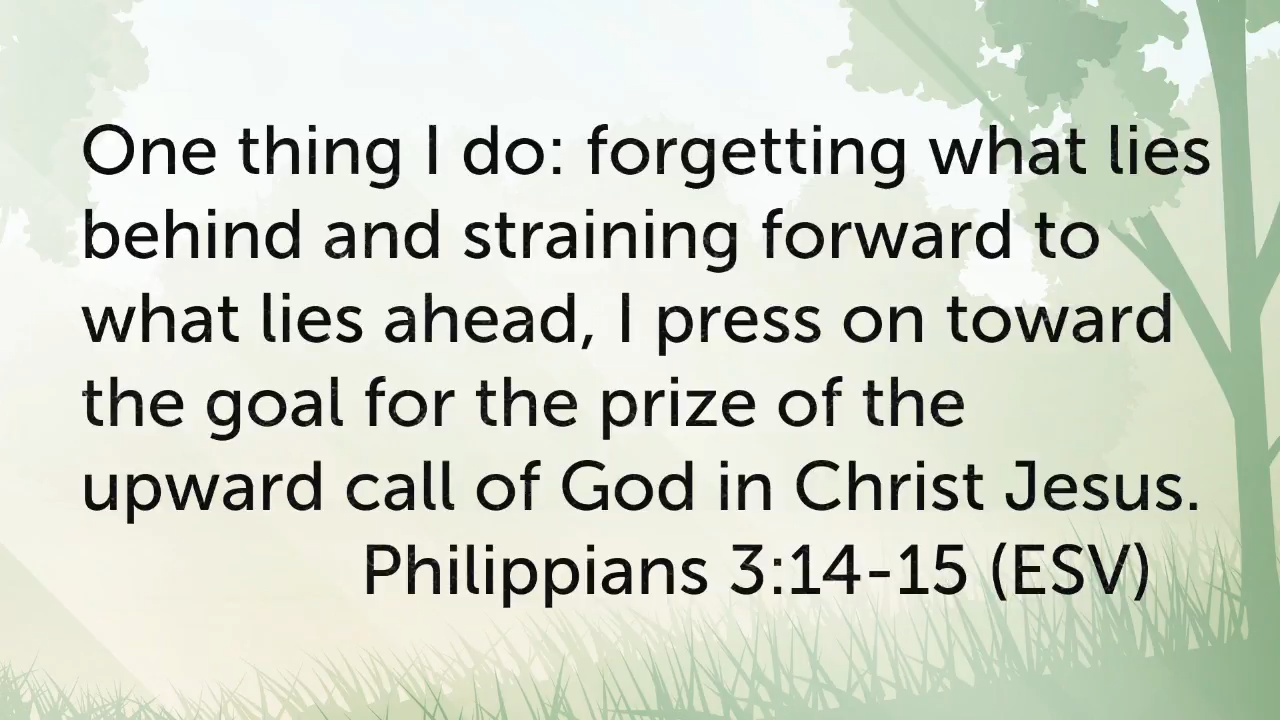 One thing I do: forgetting what lies
behind and straining forward to
what lies ahead, I press on toward
the goal for the prize of the
upward call of God in Christ Jesus.
Philippians 3:14-15 (ESV)